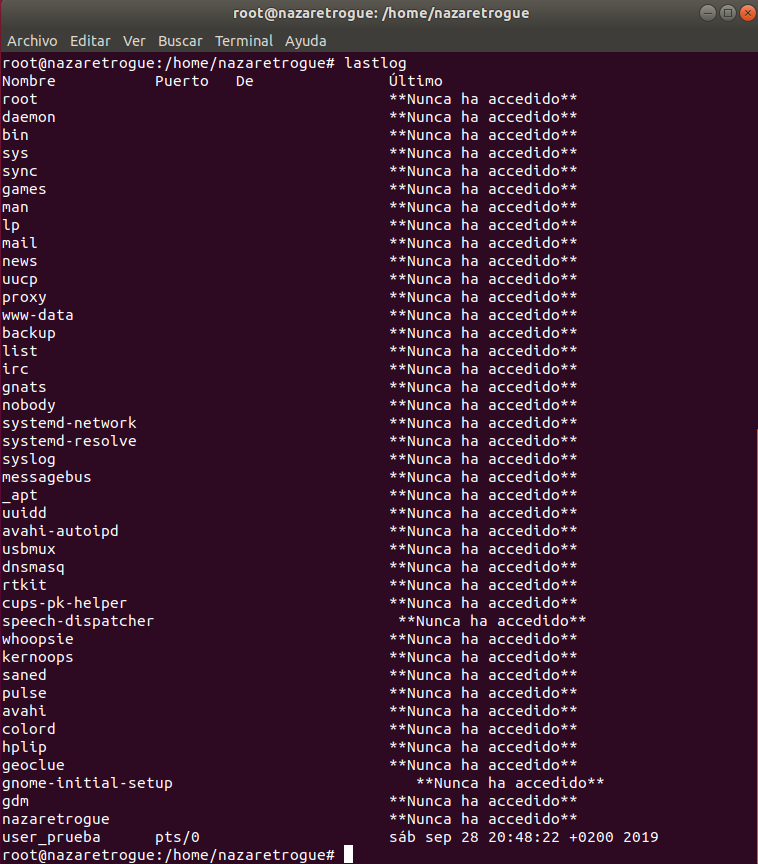 root@nazaretrogue: /home/nazaretrogue
Archivo Editar Ver Buscar Terminal Ayuda
root@nazaretrogue:/home/nazaretrogue# lastlog
Nombre Puerto De Último
root **Nunca ha accedido**
daemon **Nunca ha accedido**
bin **Nunca ha accedido**
sys **Nunca ha accedido**
sync **Nunca ha accedido**
games **Nunca ha accedido**
man **Nunca ha accedido**
lp **Nunca ha accedido**
mail **Nunca ha accedido**
news **Nunca ha accedido**
uucp **Nunca ha accedido**
proxy **Nunca ha accedido**
www-data **Nunca ha accedido**
backup **Nunca ha accedido**
list **Nunca ha accedido**
irc **Nunca ha accedido**
gnats **Nunca ha accedido**
nobody **Nunca ha accedido**
systemd-network **Nunca ha accedido**
systemd-resolve **Nunca ha accedido**
syslog **Nunca ha accedido**
messagebus **Nunca ha accedido**
_apt **Nunca ha accedido**
uuidd **Nunca ha accedido**
avahi-autoipd **Nunca ha accedido**
usbmux **Nunca ha accedido**
dnsmasq **Nunca ha accedido**
rtkit **Nunca ha accedido**
cups-pk-helper **Nunca ha accedido**
speech-dispatcher **Nunca ha accedido**
whoopsie **Nunca ha accedido**
kernoops **Nunca ha accedido**
saned **Nunca ha accedido**
pulse **Nunca ha accedido**
avahi **Nunca ha accedido**
colord **Nunca ha accedido**
hplip **Nunca ha accedido**
geoclue **Nunca ha accedido**
gnome-initial-setup **Nunca ha accedido**
gdm **Nunca ha accedido**
nazaretrogue **Nunca ha accedido**
user_prueba pts/0 sáb sep 28 20:48:22 +0200 2019
root@nazaretrogue:/home/nazaretrogue#